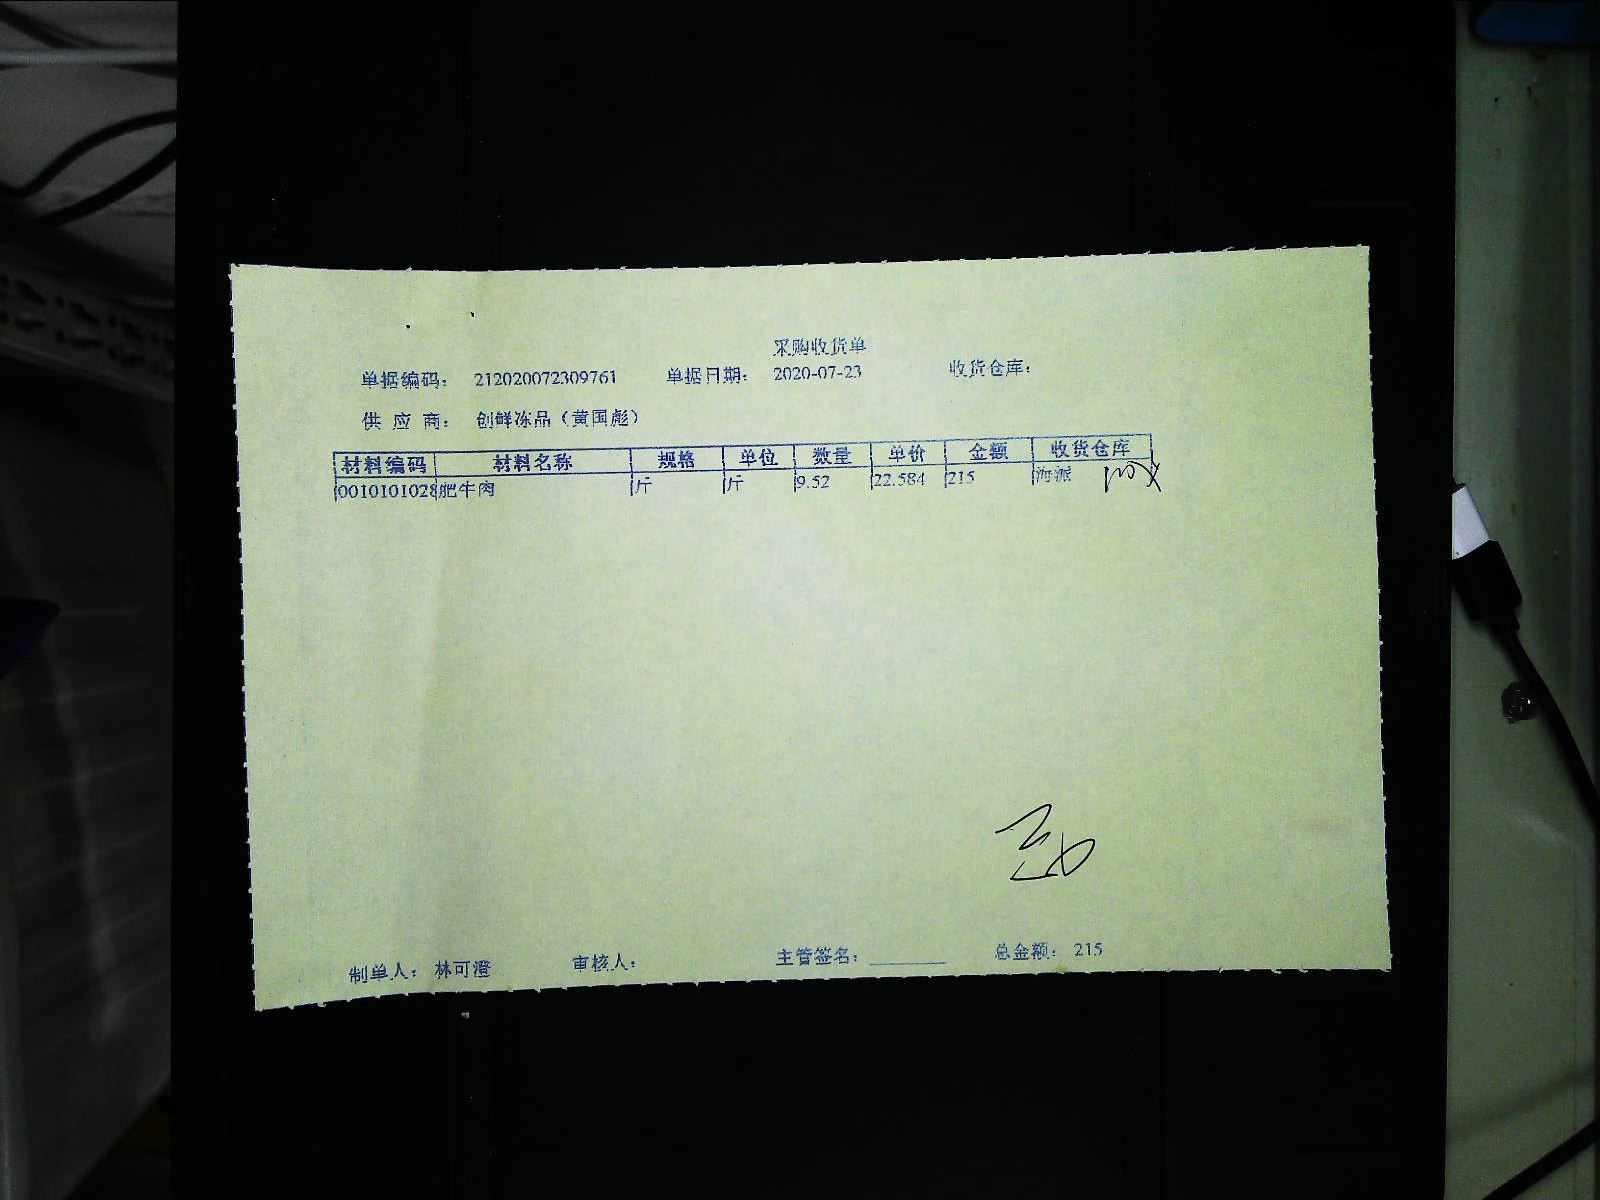 采购收货单
单据编码： 212020072309761 单据日期： 2020-07-23 收货仓库：
供 应 商： 创鲜冻品（黄国彪）
材料编码 材料名称 规格 单位 数量 单价 金额 收货仓库
0010101028 肥牛肉 斤 斤 9.52 22.584 215 海派
制单人： 林可澄 审核人： 主管签名： 总金额： 215